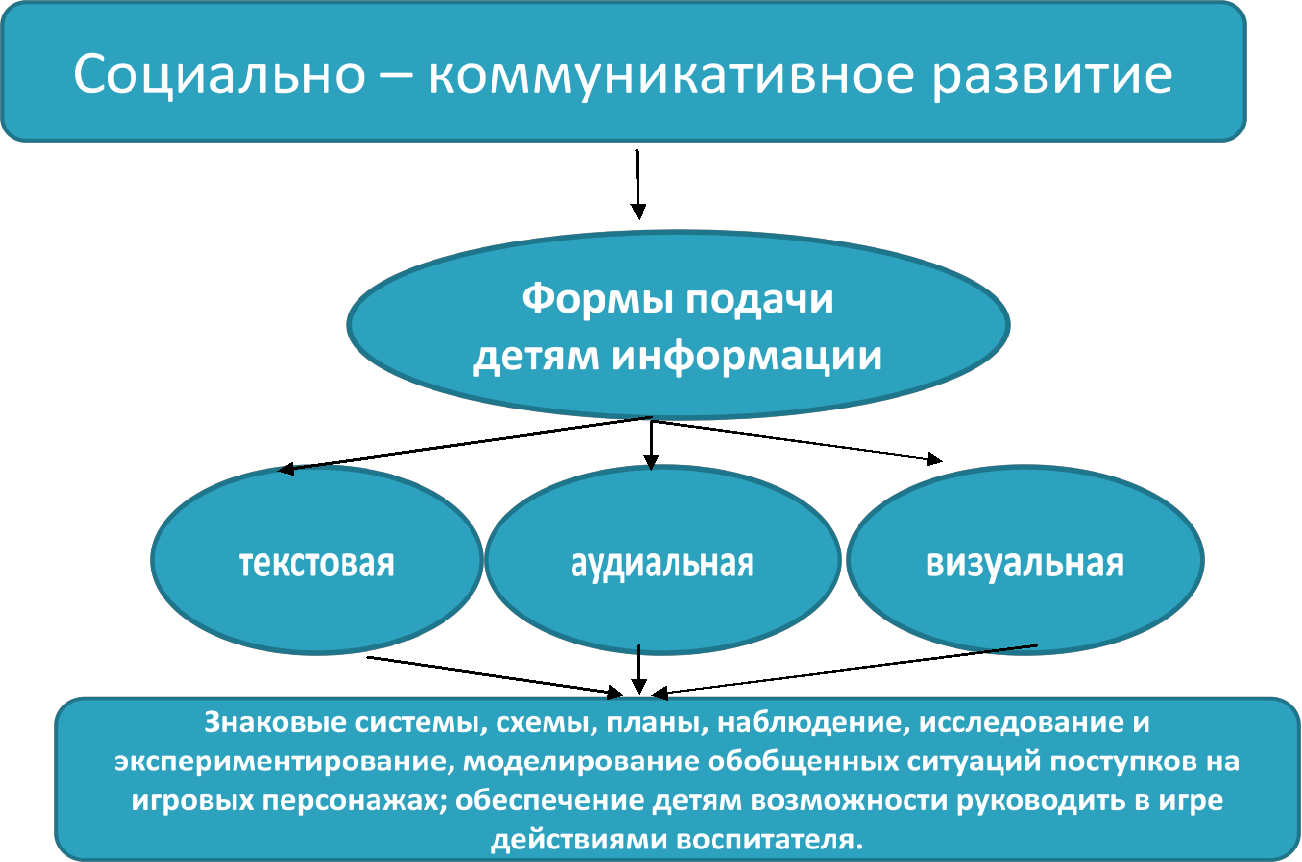 Социально – коммуникативное развитие
Формы подачи
детям информации
текстовая
аудиальная
визуальная
Знаковые системы, схемы, планы, наблюдение, исследование и
экспериментирование, моделирование обобщенных ситуаций поступков на
игровых персонажах; обеспечение детям возможности руководить в игре
действиями воспитателя.